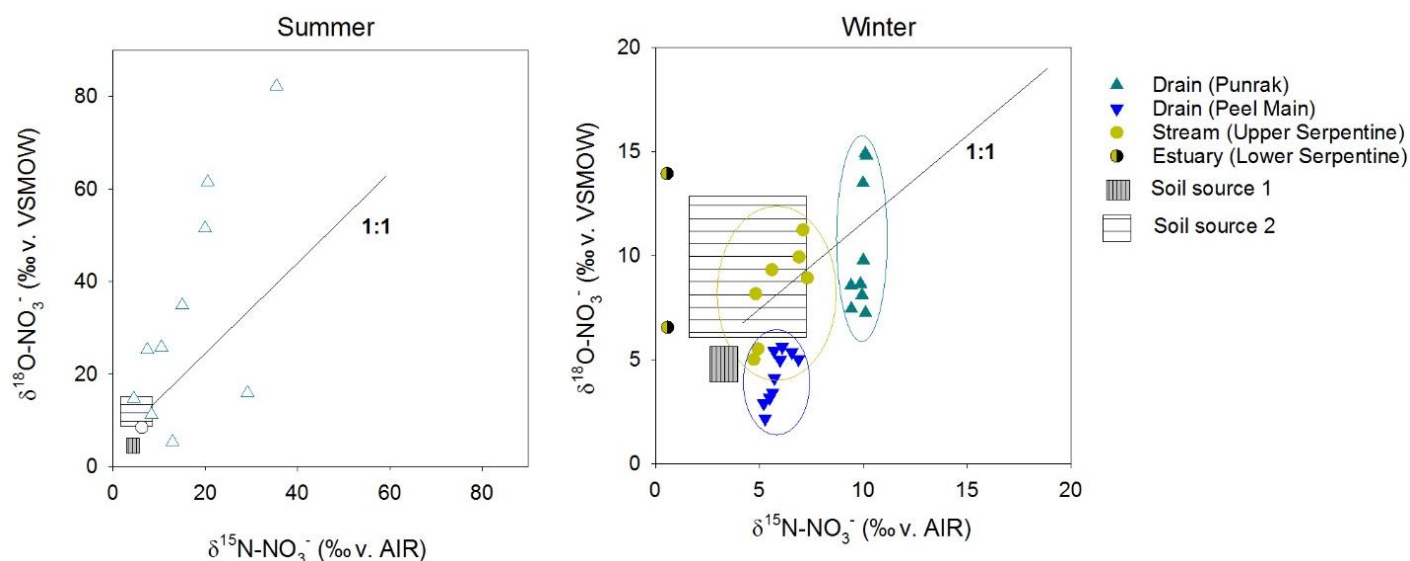 Summer
80
60
40
20
0
0 20 40 60 80
δ¹⁸O-NO₃⁻ (‰ v. VSMOW)
δ¹⁵N-NO₃⁻ (‰ v. AIR)
1:1
Winter
20
15
10
5
0
0 5 10 15 20
δ¹⁸O-NO₃⁻ (‰ v. VSMOW)
δ¹⁵N-NO₃⁻ (‰ v. AIR)
1:1
Drain (Punrak)
Drain (Peel Main)
Stream (Upper Serpentine)
Estuary (Lower Serpentine)
Soil source 1
Soil source 2